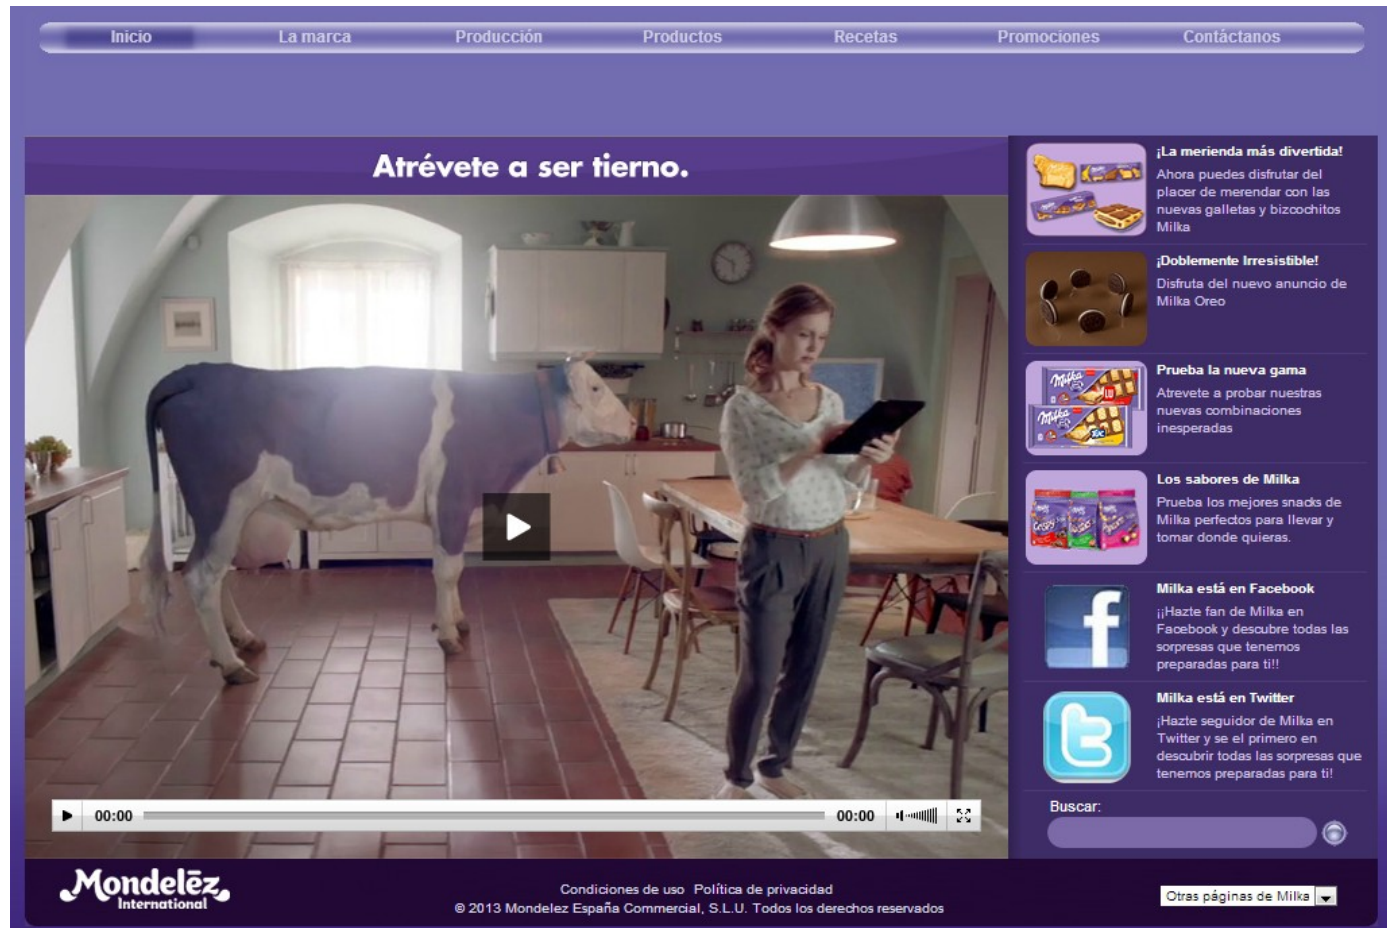 Inicio La marca Producción Productos Recetas Promociones Contáctanos
Atrévete a ser tierno.
00:00 00:00
¡La merienda más divertida!
Ahora puedes disfrutar del
placer de merendar con las
nuevas galletas y bizcochitos
Milka
¡Doblemente Irresistible!
Disfruta del nuevo anuncio de
Milka Oreo
Milka
LU
Milka
TUC
Prueba la nueva gama
Atrevete a probar nuestras
nuevas combinaciones
inesperadas
Los sabores de Milka
Prueba los mejores snacks de
Milka perfectos para llevar y
tomar donde quieras.
f
Milka está en Facebook
¡¡Hazte fan de Milka en
Facebook y descubre todas las
sorpresas que tenemos
preparadas para ti!!
t
Milka está en Twitter
¡Hazte seguidor de Milka en
Twitter y se el primero en
descubrir todas las sorpresas que
tenemos preparadas para ti!
Buscar:
Mondelēz
International
Condiciones de uso Política de privacidad
© 2013 Mondelez España Commercial, S.L.U. Todos los derechos reservados
Otras páginas de Milka